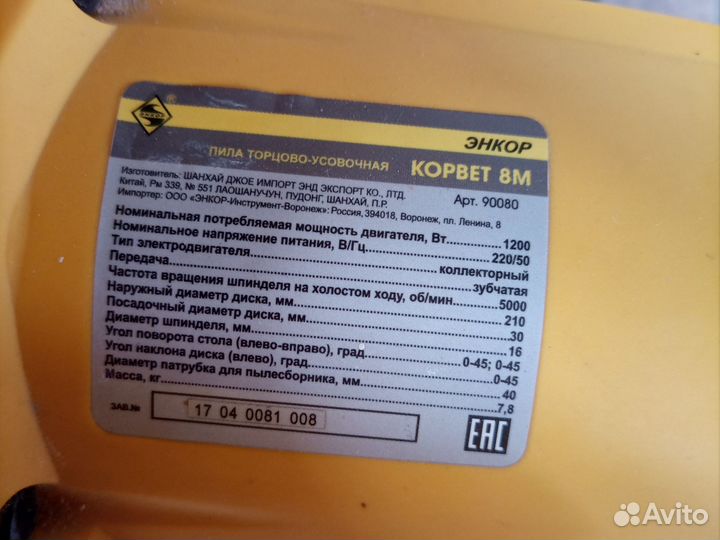 ЭНКОР
®
ЭНКОР
ПИЛА ТОРЦОВО-УСОВОЧНАЯ КОРВЕТ 8М
Изготовитель: ШАНХАЙ ДЖОЕ ИМПОРТ ЭНД ЭКСПОРТ КО., ЛТД. Арт. 90080
Китай, Рм 339, № 551 ЛАОШАНУЧУН, ПУДОНГ, ШАНХАЙ, П.Р.
Импортер: ООО «ЭНКОР-Инструмент-Воронеж»: Россия, 394018, Воронеж, пл. Ленина, 8
Номинальная потребляемая мощность двигателя, Вт 1200
Номинальное напряжение питания, В/Гц 220/50
Тип электродвигателя коллекторный
Передача зубчатая
Частота вращения шпинделя на холостом ходу, об/мин 5000
Наружный диаметр диска, мм 210
Посадочный диаметр диска, мм 30
Диаметр шпинделя, мм 16
Угол поворота стола (влево-вправо), град 0-45; 0-45
Угол наклона диска (влево), град 0-45
Диаметр патрубка для пылесборника, мм 40
Масса, кг 7,8
ЗАВ.№ 17 04 0081 008
EAC
Avito